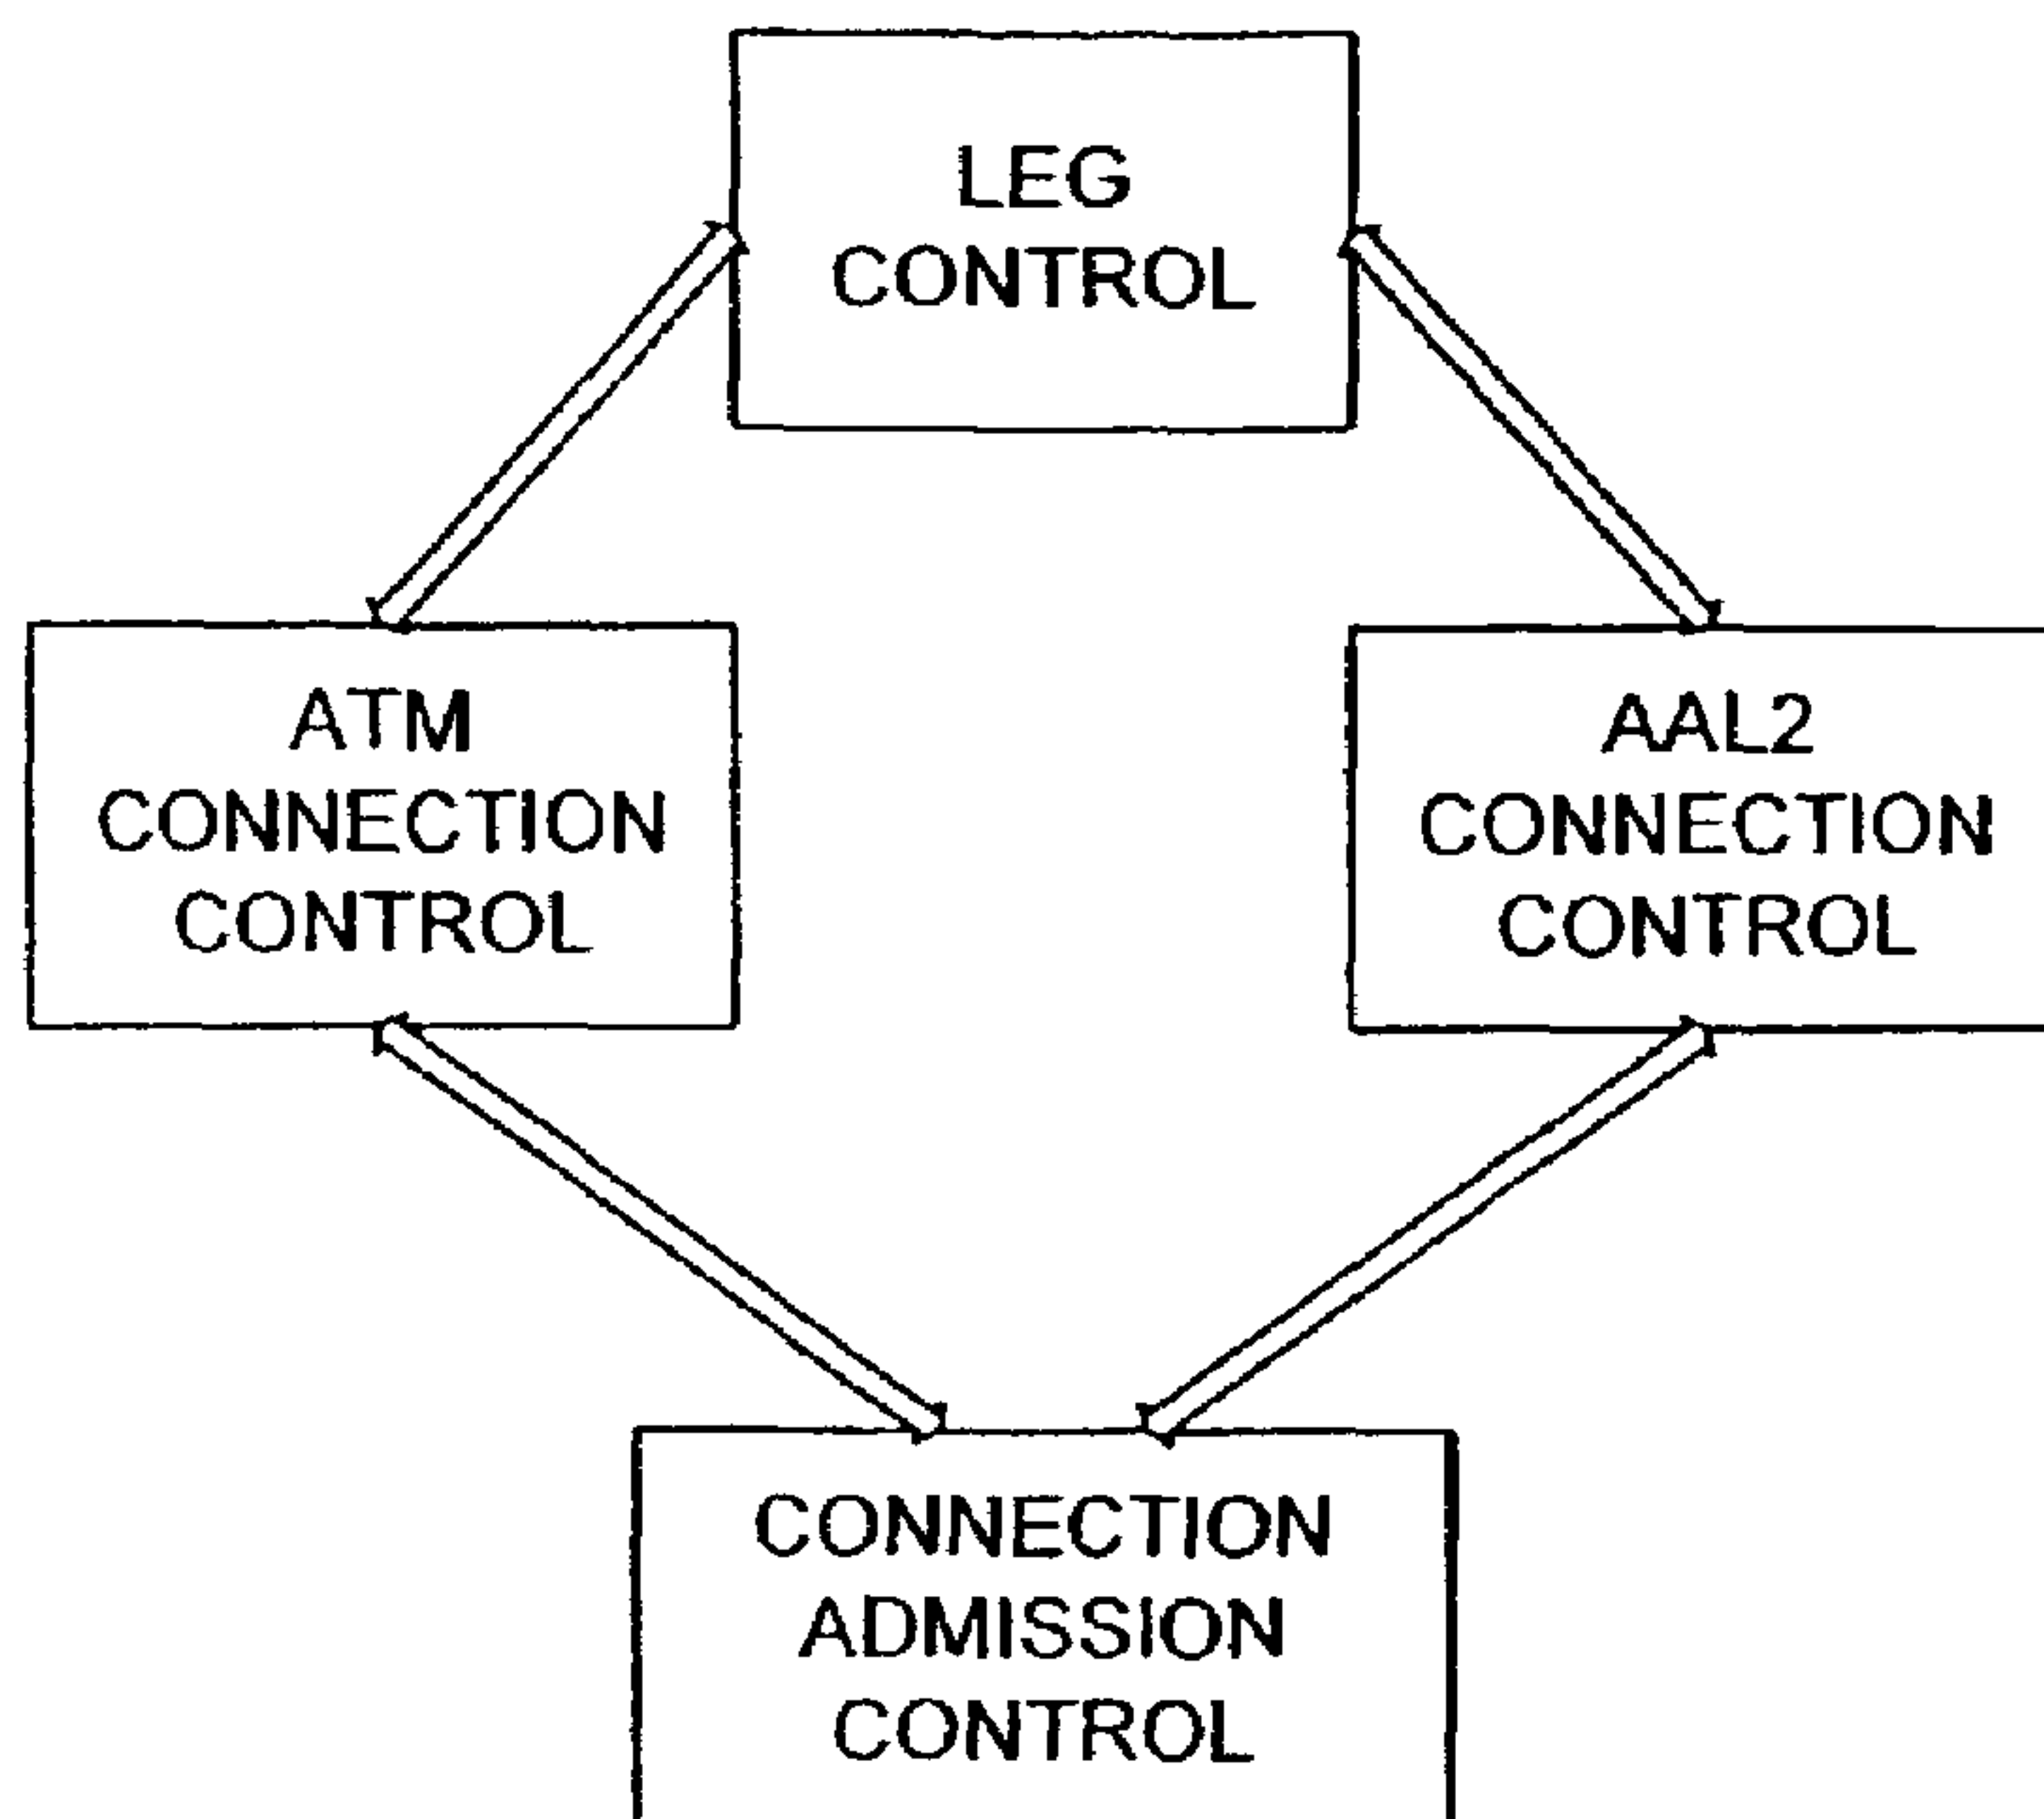 LEG
CONTROL
ATM
CONNECTION
CONTROL
AAL2
CONNECTION
CONTROL
CONNECTION
ADMISSION
CONTROL